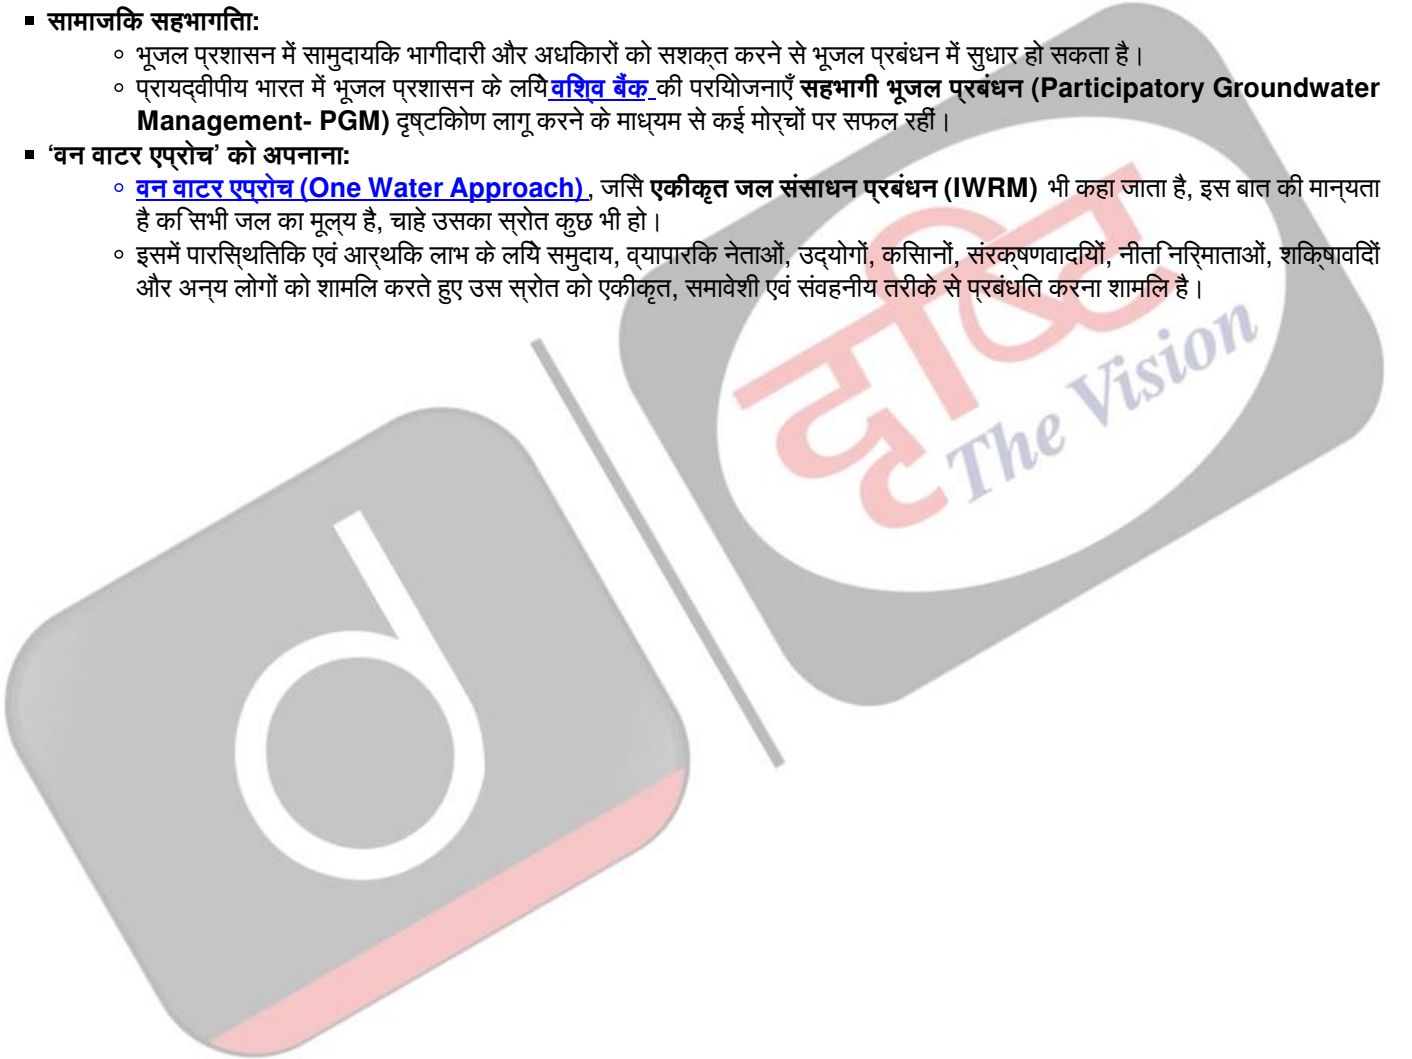 सामाजिक सहभागिता:
भूजल प्रशासन में सामुदायिक भागीदारी और अधिकारों को सशक्त करने से भूजल प्रबंधन में सुधार हो सकता है।
प्रायद्वीपीय भारत में भूजल प्रशासन के लिये विश्व बैंक की परियोजनाएँ सहभागी भूजल प्रबंधन (Participatory Groundwater
Management- PGM) दृष्टिकोण लागू करने के माध्यम से कई मोर्चों पर सफल रहीं।
‘वन वाटर एप्रोच’ को अपनाना:
वन वाटर एप्रोच (One Water Approach), जिसे एकीकृत जल संसाधन प्रबंधन (IWRM) भी कहा जाता है, इस बात की मान्यता
है कि सभी जल का मूल्य है, चाहे उसका स्रोत कुछ भी हो।
इसमें पारिस्थितिकि एवं आर्थिक लाभ के लिये समुदाय, व्यापारिक नेताओं, उद्योगों, किसानों, संरक्षणवादियों, नीति निर्माताओं, शिक्षाविदों
और अन्य लोगों को शामिल करते हुए उस स्रोत को एकीकृत, समावेशी एवं संवहनीय तरीके से प्रबंधित करना शामिल है।
दृष्टि
The Vision
d